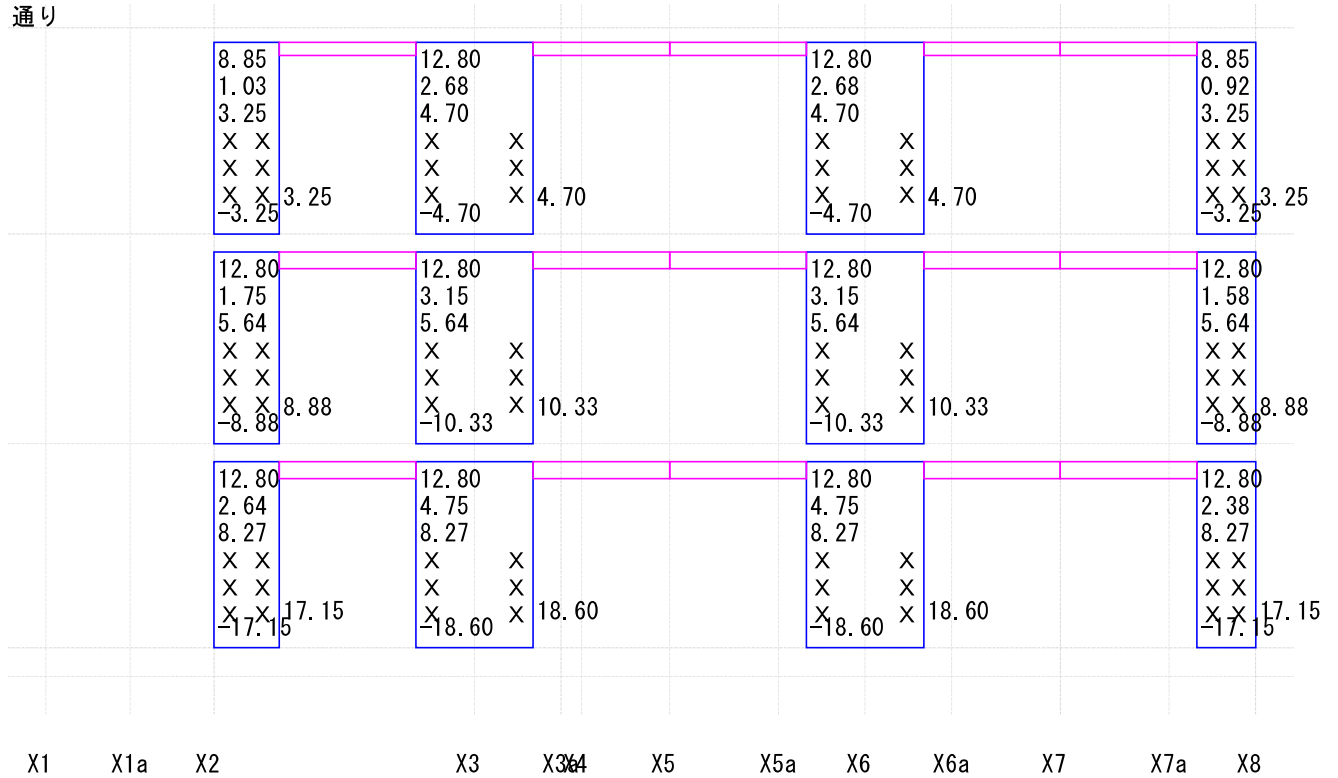 通り
8.85 12.80 12.80 8.85
1.03 2.68 2.68 0.92
3.25 4.70 4.70 3.25
X X X X X X X X
X X X X X X X X
X X 3.25 X X 4.70 X X 4.70 X X 3.25
-3.25 -4.70 -4.70 -3.25
12.80 12.80 12.80 12.80
1.75 3.15 3.15 1.58
5.64 5.64 5.64 5.64
X X X X X X X X
X X X X X X X X
X X 8.88 X X 10.33 X X 10.33 X X 8.88
-8.88 -10.33 -10.33 -8.88
12.80 12.80 12.80 12.80
2.64 4.75 4.75 2.38
8.27 8.27 8.27 8.27
X X X X X X X X
X X X X X X X X
X X 17.15 X X 18.60 X X 18.60 X X 17.15
-17.15 -18.60 -18.60 -17.15
X1 X1a X2 X3 X3a X4 X5 X5a X6 X6a X7 X7a X8